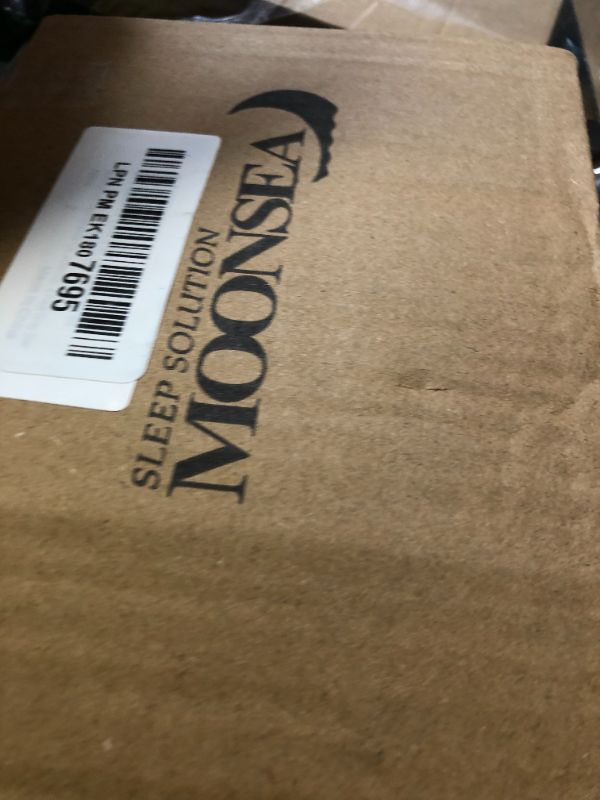 MOONSEA
SLEEP SOLUTION
LPN PM EK180 7695